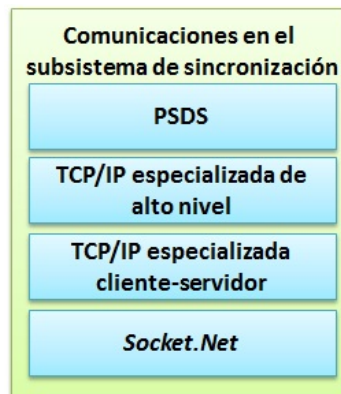 Comunicaciones en el
subsistema de sincronización
PSDS
TCP/IP especializada de
alto nivel
TCP/IP especializada
cliente-servidor
Socket.Net